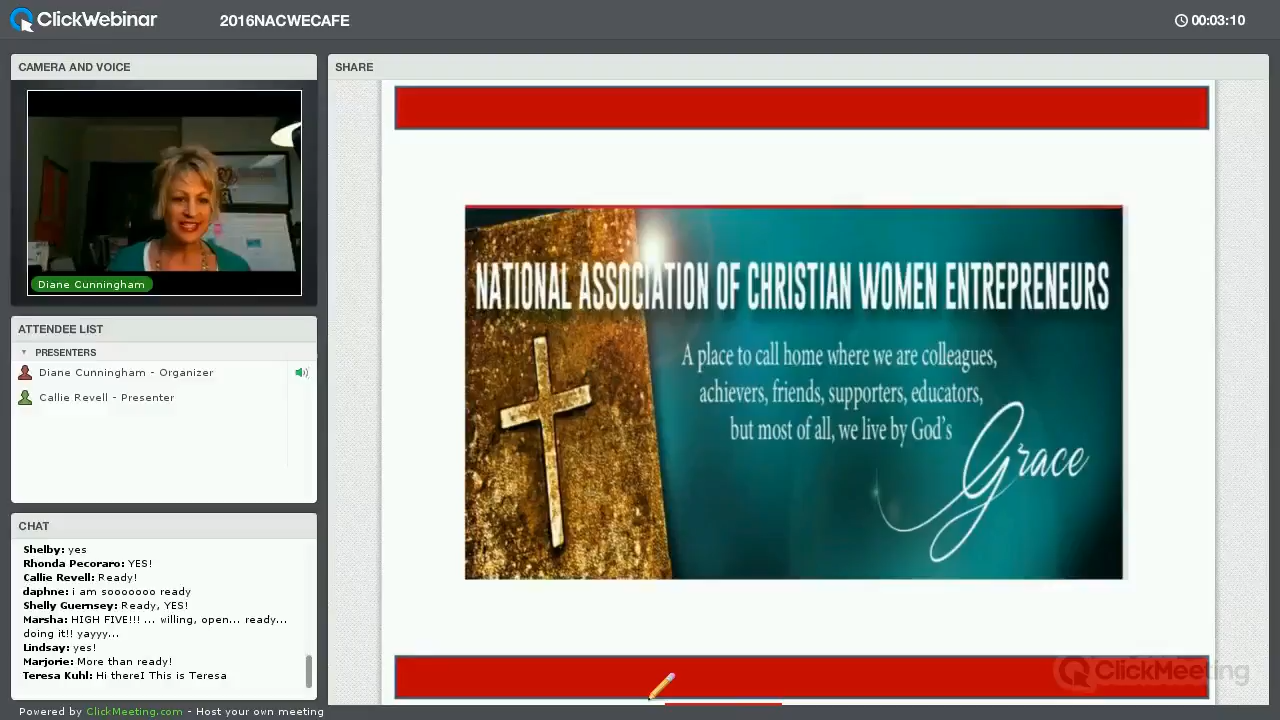 ClickWebinar
2016NACWECAFE
00:03:10
CAMERA AND VOICE
Diane Cunningham
ATTENDEE LIST
PRESENTERS
Diane Cunningham - Organizer
Callie Revell - Presenter
CHAT
Shelby: yes
Rhonda Pecoraro: YES!
Callie Revell: Ready!
daphne: i am sooooooo ready
Shelly Guernsey: Ready, YES!
Marsha: HIGH FIVE!!! ... willing, open... ready...
doing it!! yayyy...
Lindsay: yes!
Marjorie: More than ready!
Teresa Kuhl: Hi there! This is Teresa
Powered by ClickMeeting.com - Host your own meeting
SHARE
NATIONAL ASSOCIATION OF CHRISTIAN WOMEN ENTREPRENEURS
A place to call home where we are colleagues,
achievers, friends, supporters, educators,
but most of all, we live by God's
Grace
ClickMeeting